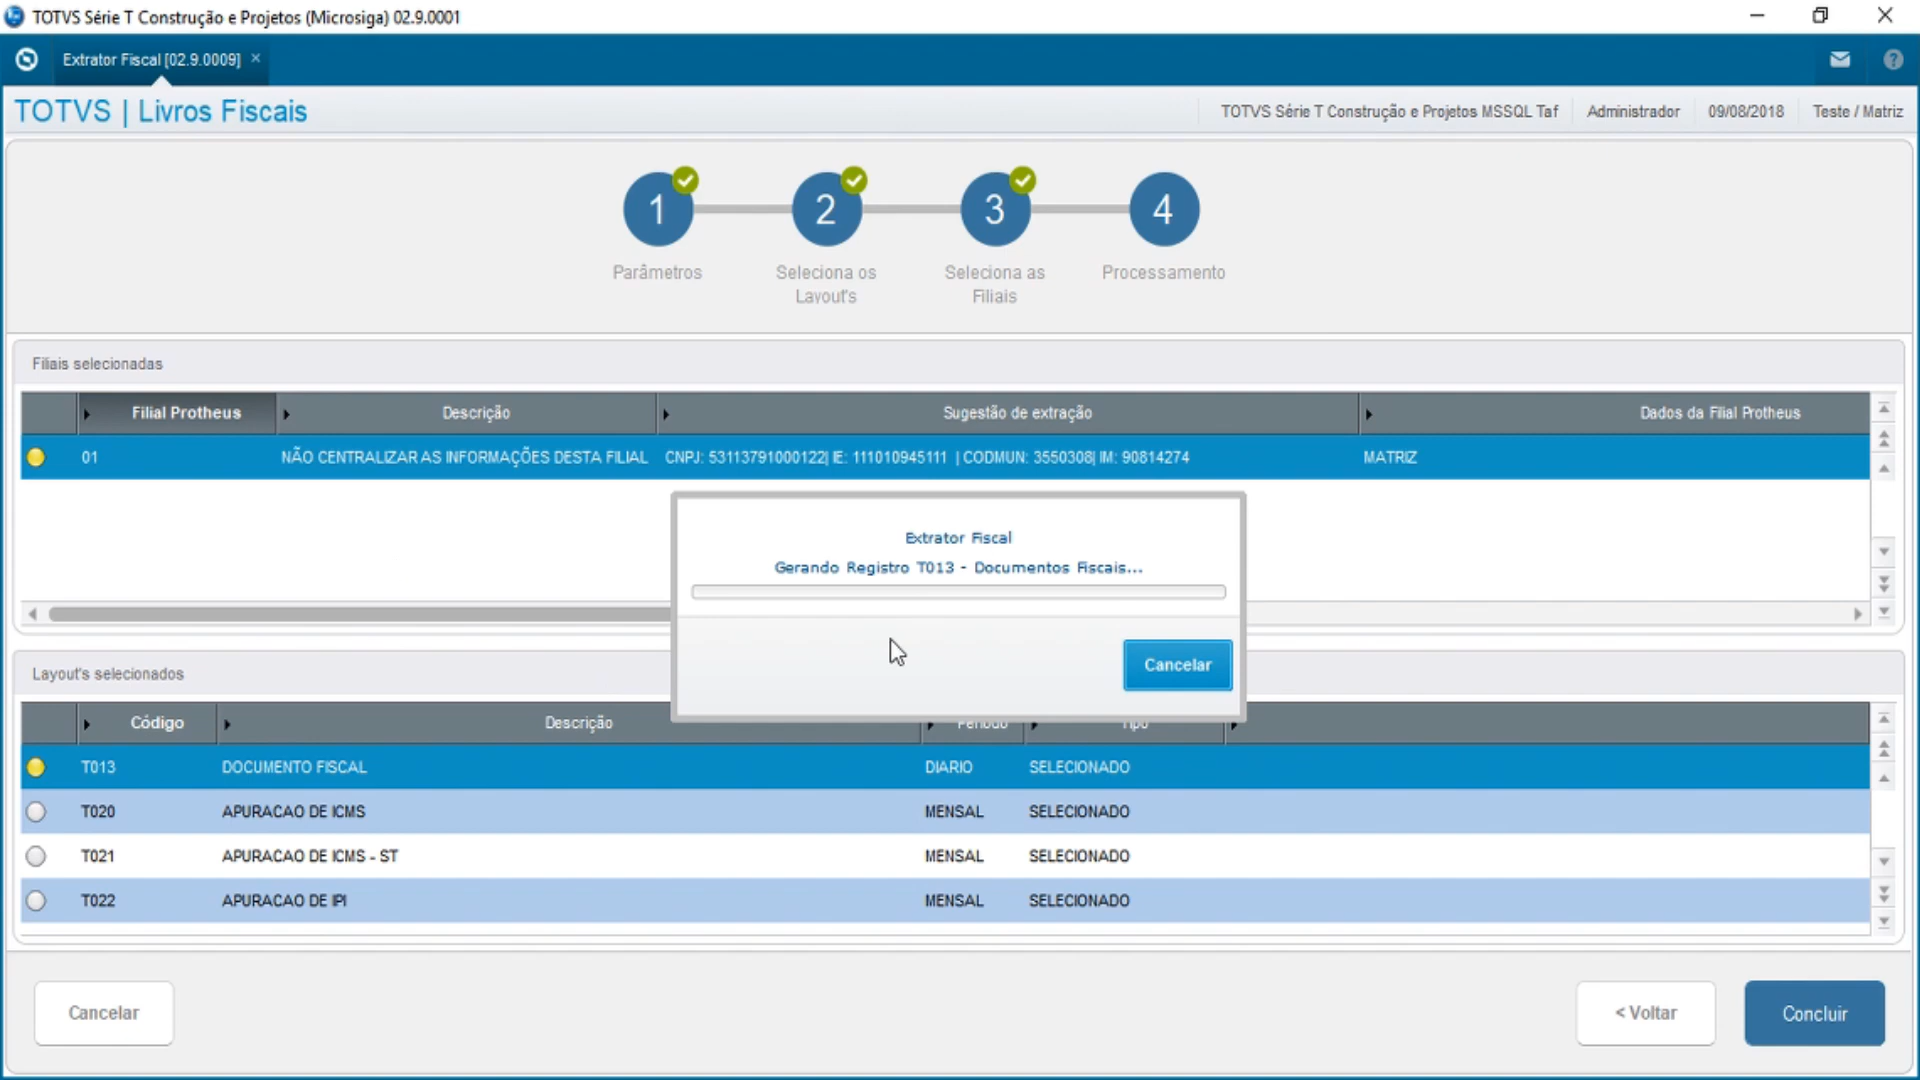 TOTVS Série T Construção e Projetos (Microsiga) 02.9.0001
Extrator Fiscal [02.9.0009] ×
TOTVS | Livros Fiscais
TOTVS Série T Construção e Projetos MSSQL Taf
Administrador
09/08/2018
Teste / Matriz
1
2
3
4
Parâmetros
Seleciona os
Layout's
Seleciona as
Filiais
Processamento
Filiais selecionadas
Filial Protheus
Descrição
Sugestão de extração
Dados da Filial Protheus
01
NÃO CENTRALIZAR AS INFORMAÇÕES DESTA FILIAL
CNPJ: 53113791000122| IE: 111010945111 | CODMUN: 3550308| IM: 90814274
MATRIZ
Extrator Fiscal
Gerando Registro T013 - Documentos Fiscais...
Cancelar
Layout's selecionados
Código
Descrição
Período
Tipo
T013
DOCUMENTO FISCAL
DIARIO
SELECIONADO
T020
APURACAO DE ICMS
MENSAL
SELECIONADO
T021
APURACAO DE ICMS - ST
MENSAL
SELECIONADO
T022
APURACAO DE IPI
MENSAL
SELECIONADO
Cancelar
< Voltar
Concluir